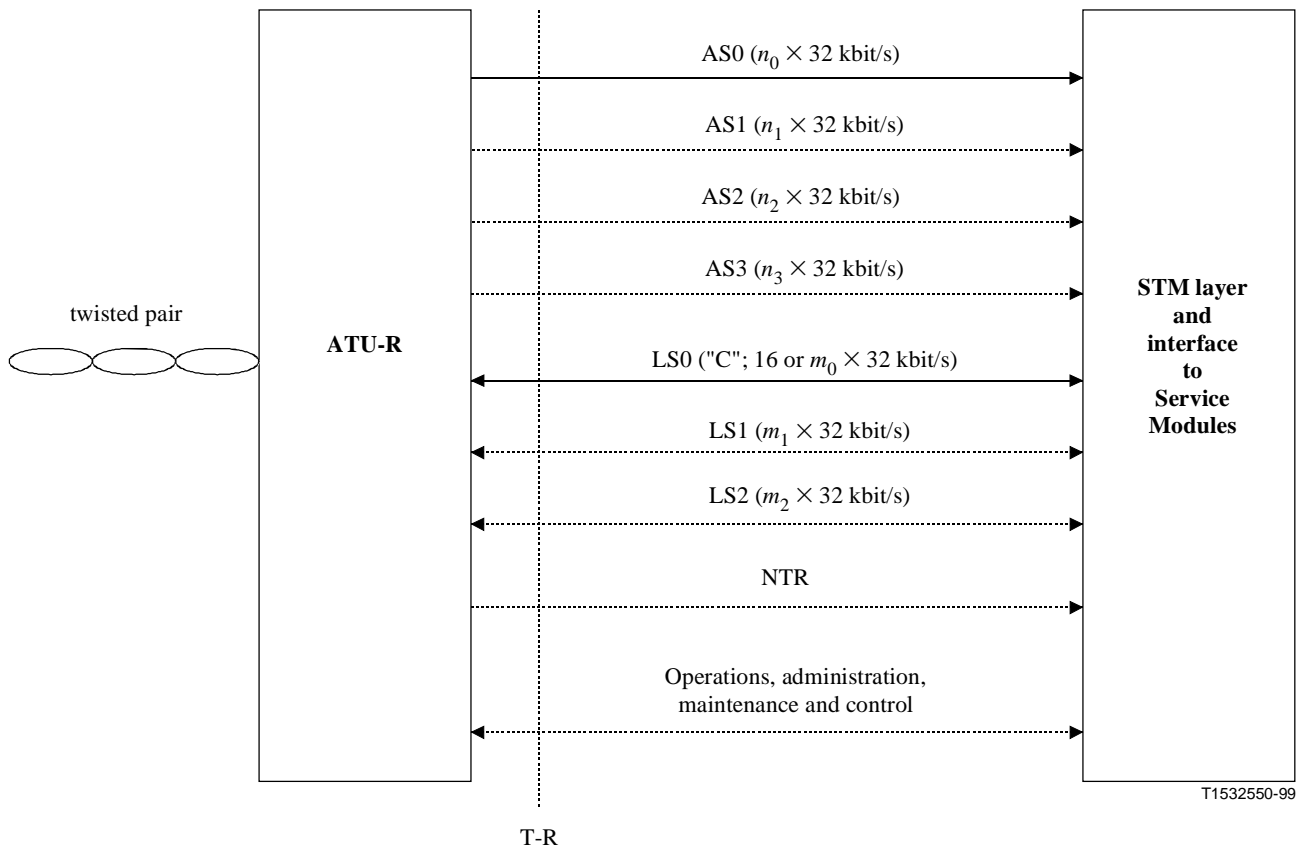 AS0 (n0 × 32 kbit/s)
AS1 (n1 × 32 kbit/s)
AS2 (n2 × 32 kbit/s)
AS3 (n3 × 32 kbit/s)
twisted pair
ATU-R
LS0 ("C"; 16 or m0 × 32 kbit/s)
LS1 (m1 × 32 kbit/s)
LS2 (m2 × 32 kbit/s)
NTR
Operations, administration,
maintenance and control
STM layer
and
interface
to
Service
Modules
T1532550-99
T-R